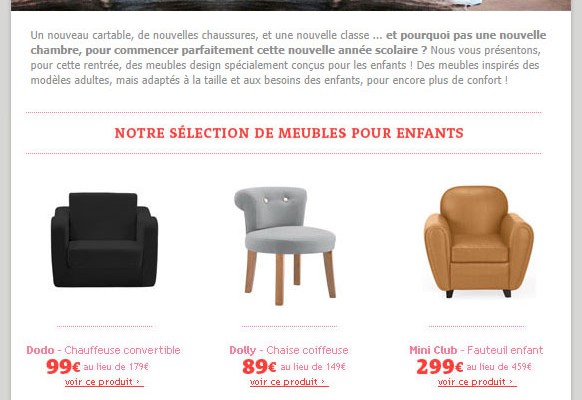 Un nouveau cartable, de nouvelles chaussures, et une nouvelle classe ... et pourquoi pas une nouvelle
chambre, pour commencer parfaitement cette nouvelle année scolaire ? Nous vous présentons,
pour cette rentrée, des meubles design spécialement conçus pour les enfants ! Des meubles inspirés des
modèles adultes, mais adaptés à la taille et aux besoins des enfants, pour encore plus de confort !
NOTRE SÉLECTION DE MEUBLES POUR ENFANTS
Dodo - Chauffeuse convertible
99€ au lieu de 179€
voir ce produit ›
Dolly - Chaise coiffeuse
89€ au lieu de 149€
voir ce produit ›
Mini Club - Fauteuil enfant
299€ au lieu de 459€
voir ce produit ›